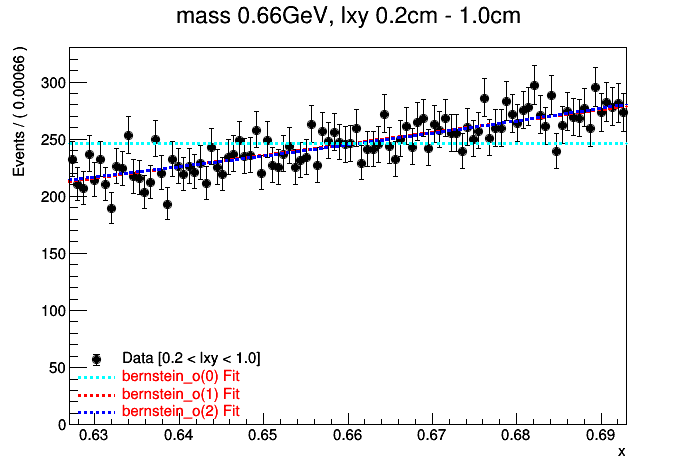 mass 0.66GeV, lxy 0.2cm - 1.0cm
Events / ( 0.00066 )
300
250
200
150
100
50
0
Data [0.2 < lxy < 1.0]
bernstein_o(0) Fit
bernstein_o(1) Fit
bernstein_o(2) Fit
0.63 0.64 0.65 0.66 0.67 0.68 0.69
x